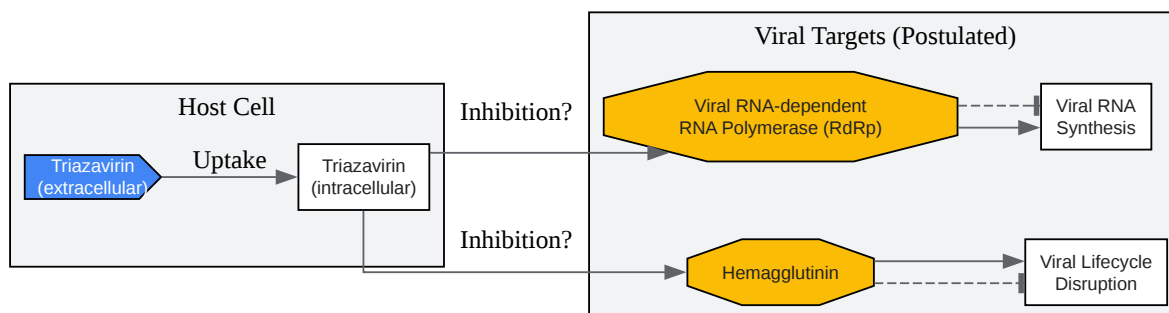 Viral Targets (Postulated)
Host Cell
Inhibition?
Viral RNA-dependent
RNA Polymerase (RdRp)
Viral RNA
Synthesis
Triazavirin
(extracellular)
Uptake
Triazavirin
(intracellular)
Inhibition?
Hemagglutinin
Viral Lifecycle
Disruption